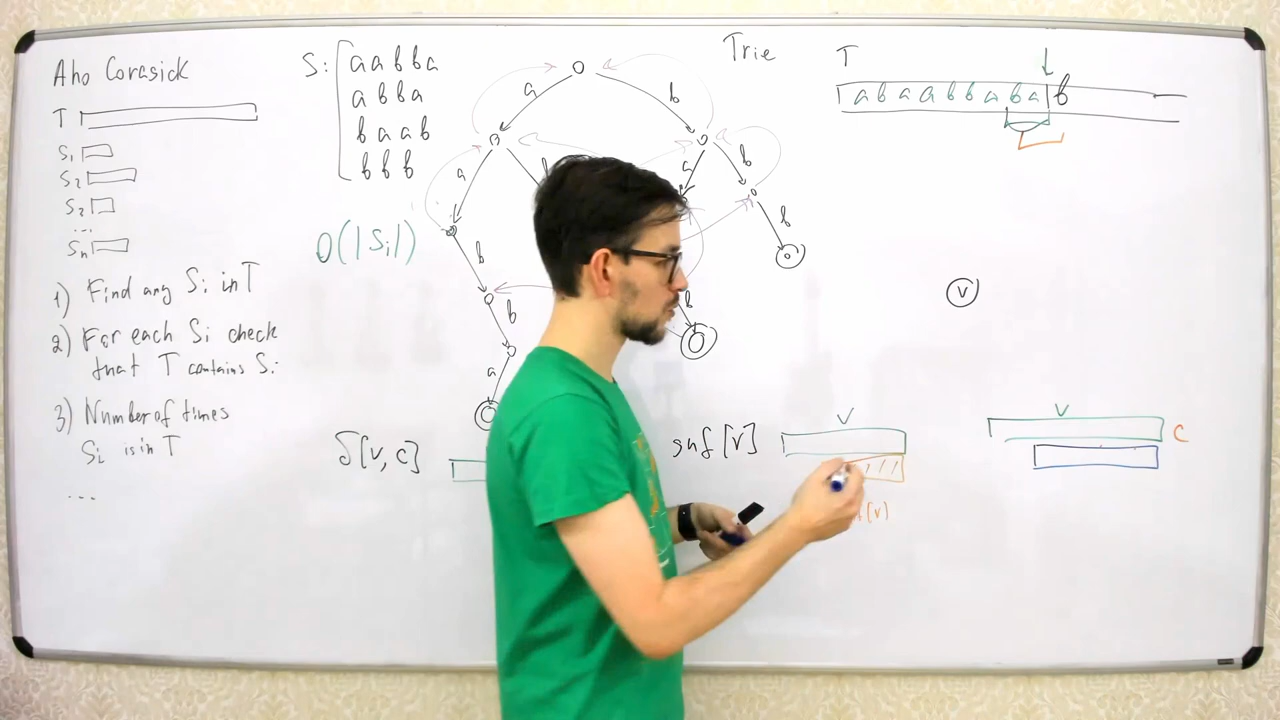 Aho Corasick
T
S1
S2
S2
...
Sn
1) Find any Si in T
2) For each Si check
that T contains Si
3) Number of times
Si is in T
...
S:
aabba
abba
baab
bbb
O(|Si|)
Trie
a
b
a
b
a
b
b
b
b
a
T
abaabbaba b
V
δ[v, c]
suf[v]
V
V
c